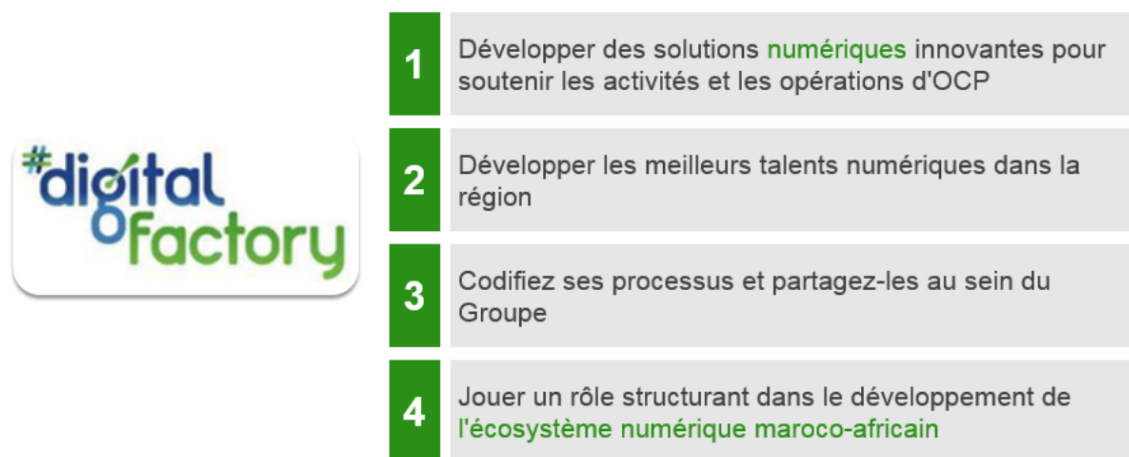 #digital
factory
1
Développer des solutions numériques innovantes pour
soutenir les activités et les opérations d'OCP
2
Développer les meilleurs talents numériques dans la
région
3
Codifiez ses processus et partagez-les au sein du
Groupe
4
Jouer un rôle structurant dans le développement de
l'écosystème numérique maroco-africain